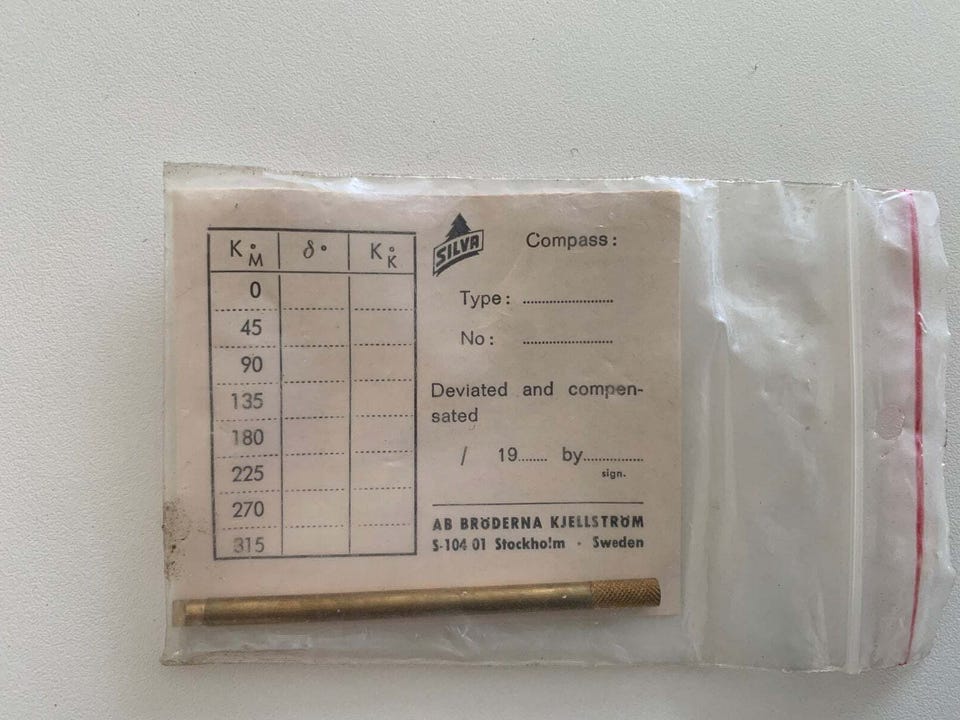 K°M δ° K°K
0
45
90
135
180
225
270
315
SILVA
Compass:
Type: ........................
No: ........................
Deviated and compen-
sated
/ 19....... by...............
sign.
AB BRÖDERNA KJELLSTRÖM
S-104 01 Stockholm · Sweden